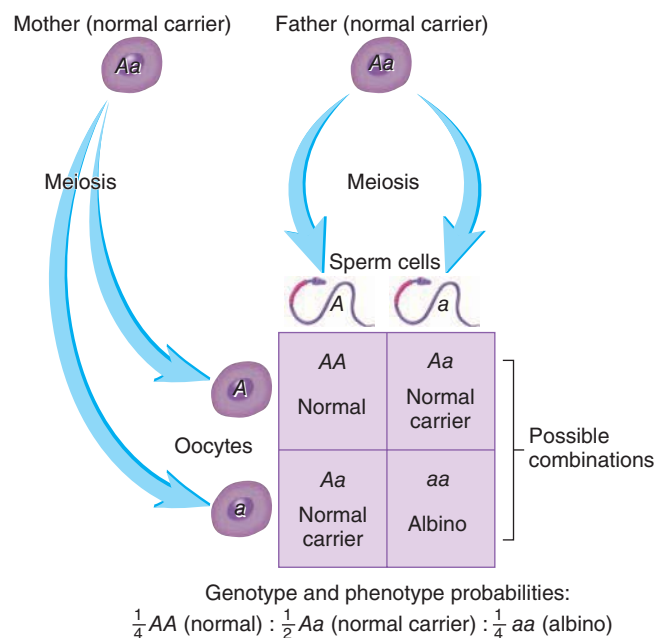 Mother (normal carrier)
Father (normal carrier)
Aa
Aa
Meiosis
Meiosis
Sperm cells
A
a
A
AA
Normal
Aa
Normal
carrier
Oocytes
a
Aa
Normal
carrier
aa
Albino
Possible
combinations
Genotype and phenotype probabilities:
1/4 AA (normal) : 1/2 Aa (normal carrier) : 1/4 aa (albino)